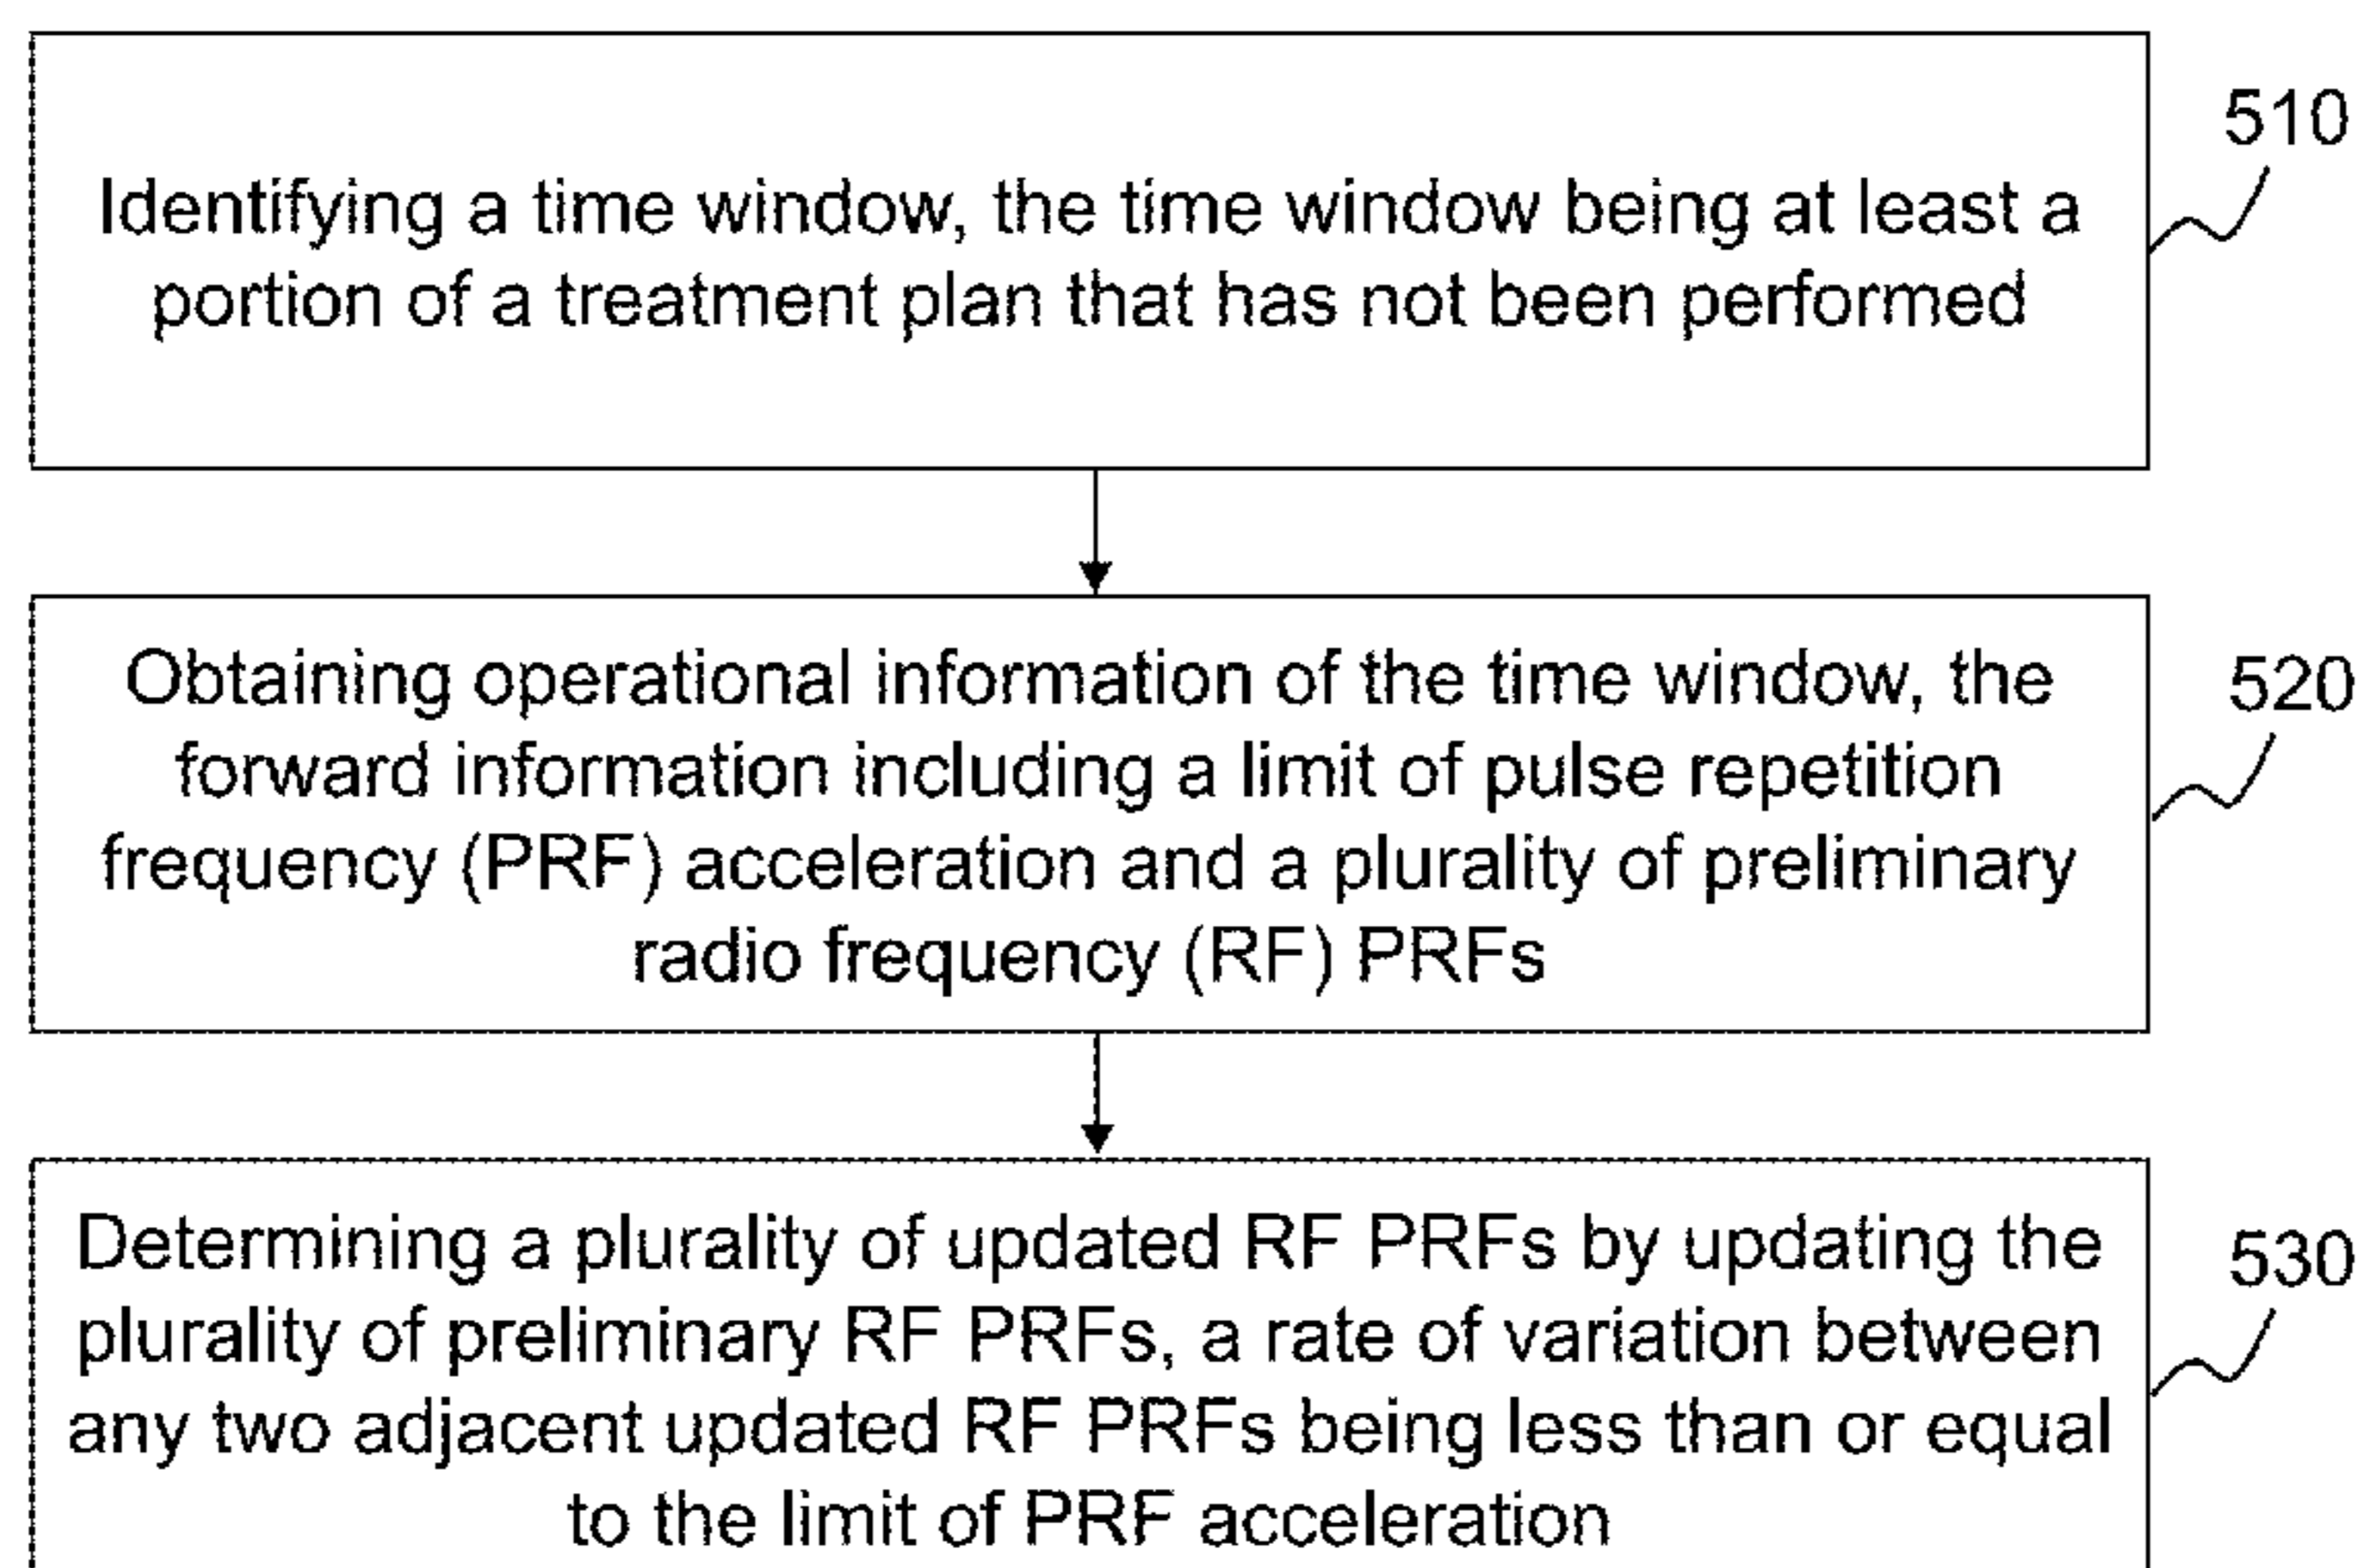 510
Identifying a time window, the time window being at least a
portion of a treatment plan that has not been performed
520
Obtaining operational information of the time window, the
forward information including a limit of pulse repetition
frequency (PRF) acceleration and a plurality of preliminary
radio frequency (RF) PRFs
530
Determining a plurality of updated RF PRFs by updating the
plurality of preliminary RF PRFs, a rate of variation between
any two adjacent updated RF PRFs being less than or equal
to the limit of PRF acceleration